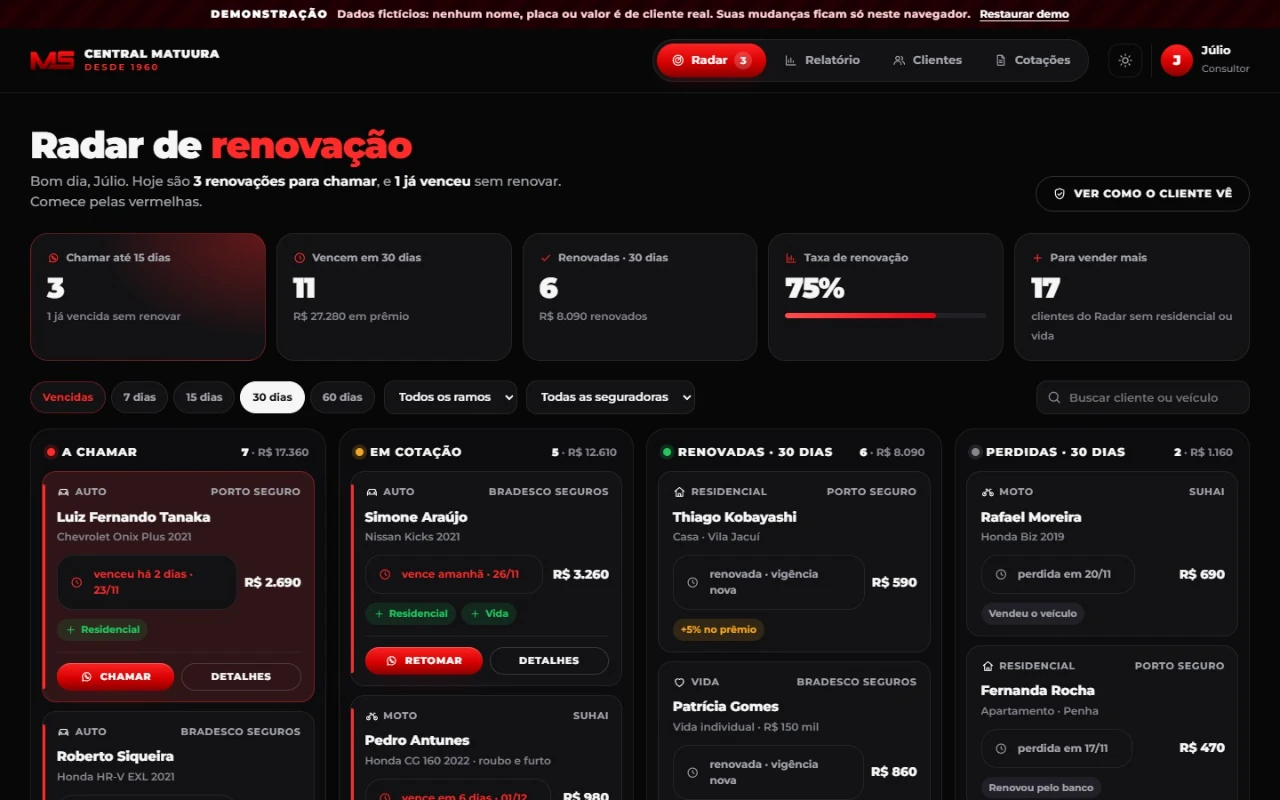 DEMONSTRAÇÃO Dados fictícios: nenhum nome, placa ou valor é de cliente real. Suas mudanças ficam só neste navegador. Restaurar demo
MS CENTRAL MATUURA
DESDE 1960
Radar 3 Relatório Clientes Cotações
J Júlio
Consultor
Radar de renovação
Bom dia, Júlio. Hoje são 3 renovações para chamar, e 1 já venceu sem renovar.
Comece pelas vermelhas.
VER COMO O CLIENTE VÊ
Chamar até 15 dias
3
1 já vencida sem renovar
Vencem em 30 dias
11
R$ 27.280 em prêmio
Renovadas · 30 dias
6
R$ 8.090 renovados
Taxa de renovação
75%
Para vender mais
17
clientes do Radar sem residencial ou
vida
Vencidas 7 dias 15 dias 30 dias 60 dias Todos os ramos Todas as seguradoras Buscar cliente ou veículo
A CHAMAR 7 · R$ 17.360
AUTO PORTO SEGURO
Luiz Fernando Tanaka
Chevrolet Onix Plus 2021
venceu há 2 dias ·
23/11
R$ 2.690
+ Residencial
CHAMAR DETALHES
AUTO BRADESCO SEGUROS
Roberto Siqueira
Honda HR-V EXL 2021
EM COTAÇÃO 5 · R$ 12.610
AUTO BRADESCO SEGUROS
Simone Araújo
Nissan Kicks 2021
vence amanhã · 26/11 R$ 3.260
+ Residencial + Vida
RETOMAR DETALHES
MOTO SUHAI
Pedro Antunes
Honda CG 160 2022 · roubo e furto
vence em 6 dias · 01/12 R$ 980
RENOVADAS · 30 DIAS 6 · R$ 8.090
RESIDENCIAL PORTO SEGURO
Thiago Kobayashi
Casa · Vila Jacuí
renovada · vigência
nova
R$ 590
+5% no prêmio
VIDA BRADESCO SEGUROS
Patrícia Gomes
Vida individual · R$ 150 mil
renovada · vigência
nova
R$ 860
PERDIDAS · 30 DIAS 2 · R$ 1.160
MOTO SUHAI
Rafael Moreira
Honda Biz 2019
perdida em 20/11 R$ 690
Vendeu o veículo
RESIDENCIAL PORTO SEGURO
Fernanda Rocha
Apartamento · Penha
perdida em 17/11 R$ 470
Renovou pelo banco